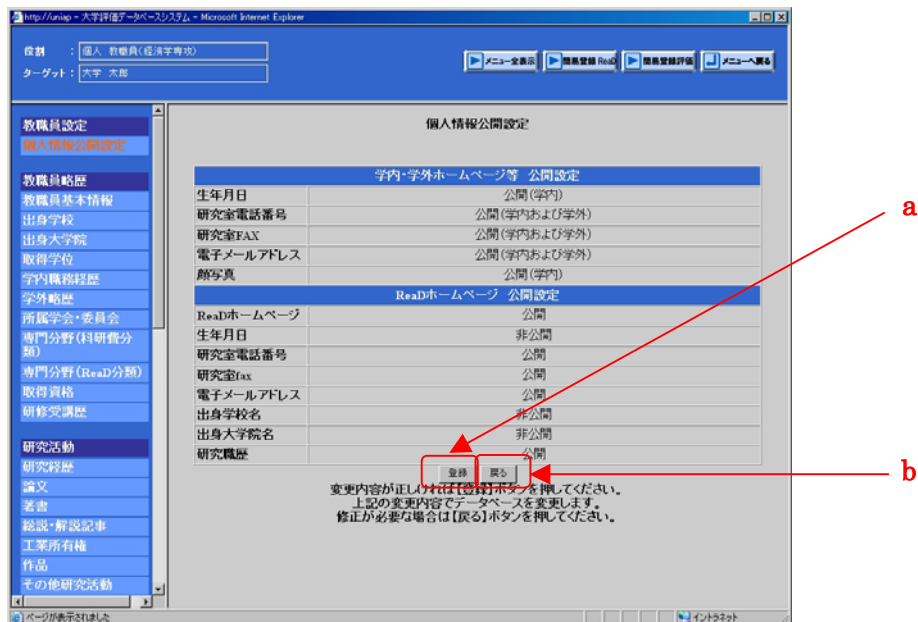 http://uniap - 大学評価データベースシステム - Microsoft Internet Explorer
役割 : 個人 教職員(経済学専攻)
ターゲット : 大学 太郎
メニュー全表示 簡易登録 ReaD 簡易登録評価 メニューへ戻る
教職員設定
個人情報公開設定
教職員略歴
教職員基本情報
出身学校
出身大学院
取得学位
学内職務経歴
学外略歴
所属学会・委員会
専門分野(科研費分
類)
専門分野(ReaD分類)
取得資格
研修受講歴
研究活動
研究経歴
論文
著書
総説・解説記事
工業所有権
作品
その他研究活動
個人情報公開設定
学内・学外ホームページ等 公開設定
生年月日 公開(学内)
研究室電話番号 公開(学内および学外)
研究室FAX 公開(学内および学外)
電子メールアドレス 公開(学内および学外)
顔写真 公開(学内)
ReaDホームページ 公開設定
ReaDホームページ 公開
生年月日 非公開
研究室電話番号 公開
研究室fax 公開
電子メールアドレス 公開
出身学校名 非公開
出身大学院名 非公開
研究職歴 公開
登録 戻る
変更内容が正しければ【登録】ボタンを押してください。
上記の変更内容でデータベースを変更します。
修正が必要な場合は【戻る】ボタンを押してください。
a
b
ページが表示されました
イントラネット